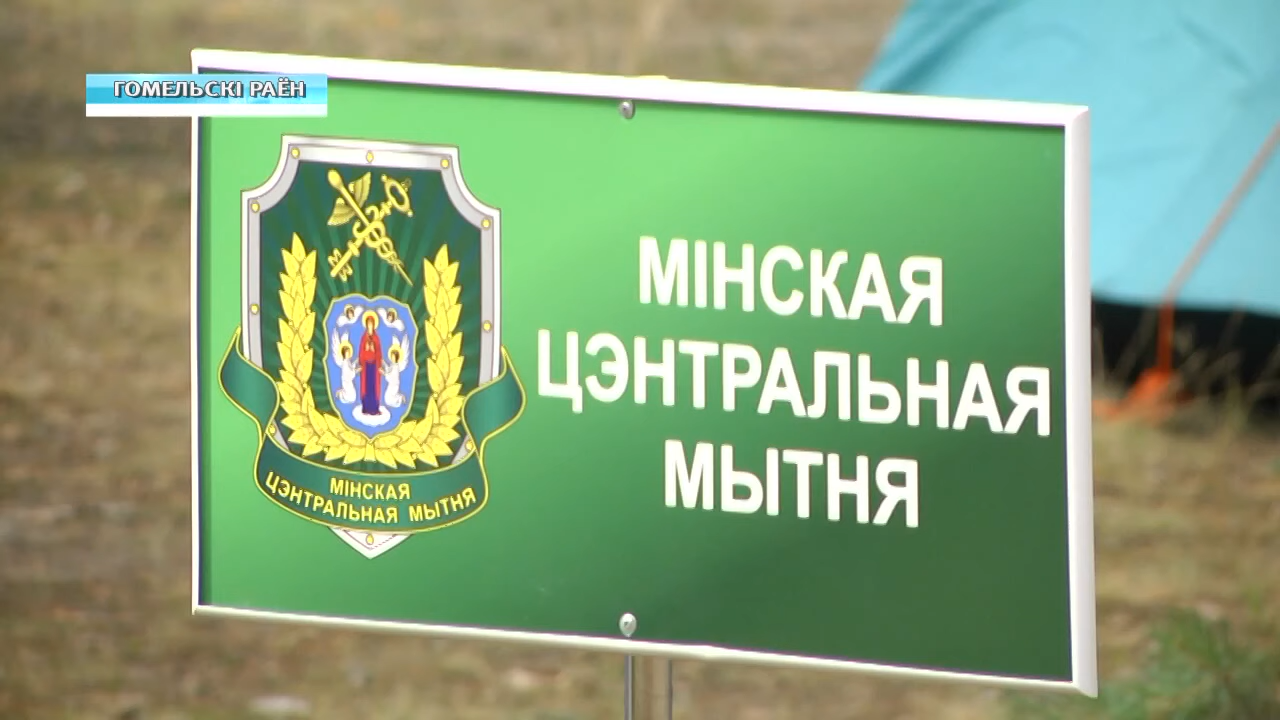 ГОМЕЛЬСКІ РАЁН
МІНСКАЯ
ЦЭНТРАЛЬНАЯ
МЫТНЯ
МІНСКАЯ
ЦЭНТРАЛЬНАЯ МЫТНЯ